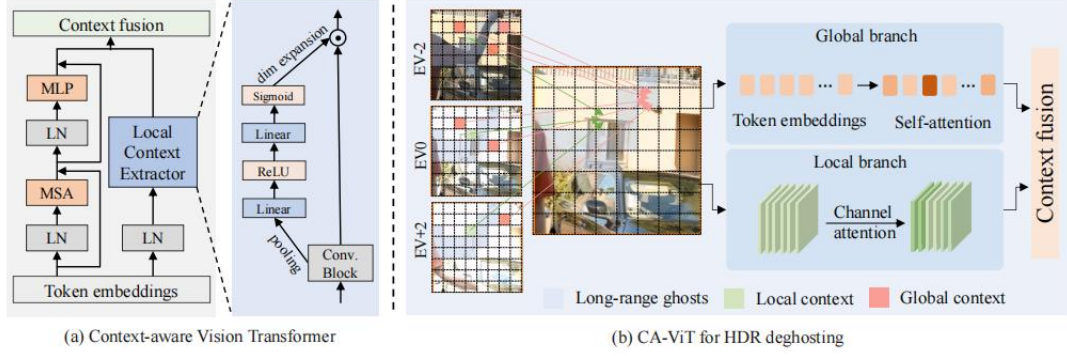 Context fusion
MLP
LN
MSA
LN
Local
Context
Extractor
LN
Token embeddings
dim expansion
Sigmoid
Linear
ReLU
Linear
pooling
Conv.
Block
(a) Context-aware Vision Transformer
EV-2
EV0
EV+2
Global branch
Token embeddings
Self-attention
Local branch
Channel
attention
Context fusion
Long-range ghosts
Local context
Global context
(b) CA-ViT for HDR deghosting